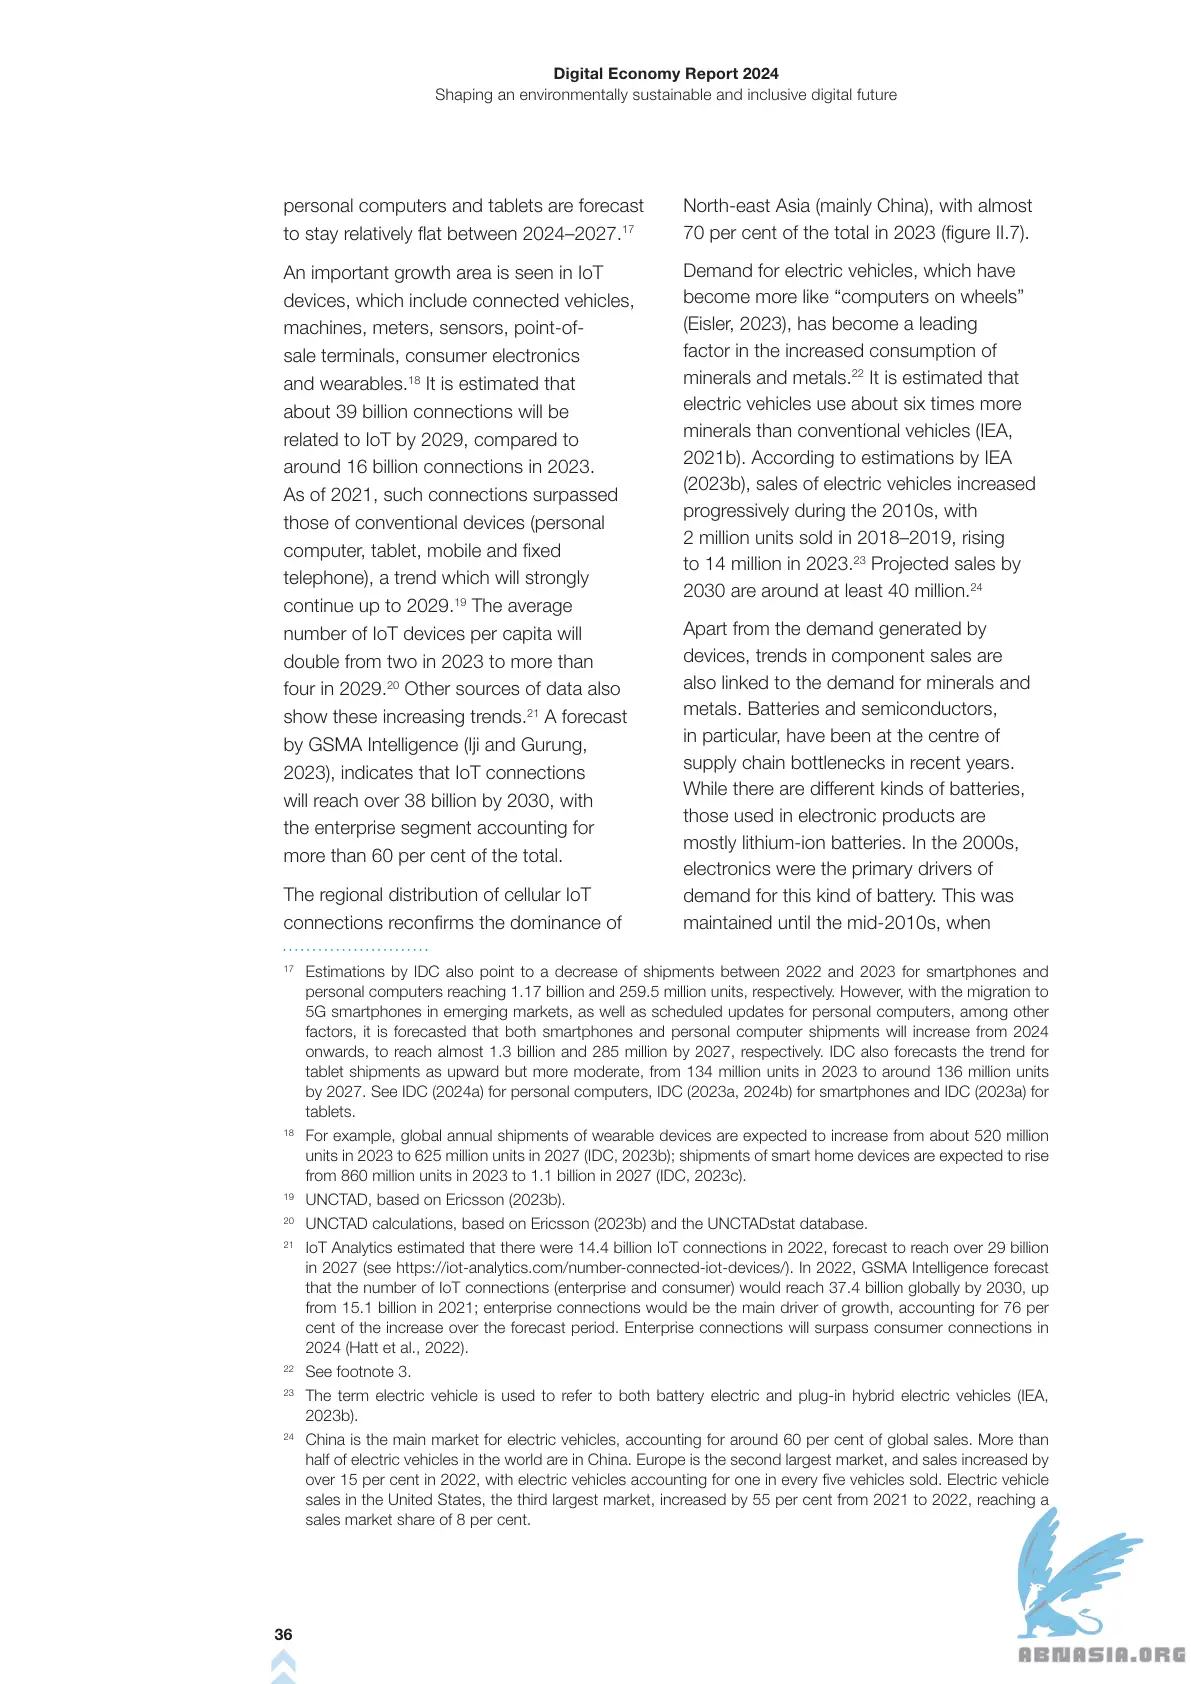 Digital Economy Report 2024
Shaping an environmentally sustainable and inclusive digital future
personal computers and tablets are forecast
to stay relatively flat between 2024–2027.17
An important growth area is seen in IoT
devices, which include connected vehicles,
machines, meters, sensors, point-of-
sale terminals, consumer electronics
and wearables.18 It is estimated that
about 39 billion connections will be
related to IoT by 2029, compared to
around 16 billion connections in 2023.
As of 2021, such connections surpassed
those of conventional devices (personal
computer, tablet, mobile and fixed
telephone), a trend which will strongly
continue up to 2029.19 The average
number of IoT devices per capita will
double from two in 2023 to more than
four in 2029.20 Other sources of data also
show these increasing trends.21 A forecast
by GSMA Intelligence (Iji and Gurung,
2023), indicates that IoT connections
will reach over 38 billion by 2030, with
the enterprise segment accounting for
more than 60 per cent of the total.
The regional distribution of cellular IoT
connections reconfirms the dominance of
North-east Asia (mainly China), with almost
70 per cent of the total in 2023 (figure II.7).
Demand for electric vehicles, which have
become more like “computers on wheels”
(Eisler, 2023), has become a leading
factor in the increased consumption of
minerals and metals.22 It is estimated that
electric vehicles use about six times more
minerals than conventional vehicles (IEA,
2021b). According to estimations by IEA
(2023b), sales of electric vehicles increased
progressively during the 2010s, with
2 million units sold in 2018–2019, rising
to 14 million in 2023.23 Projected sales by
2030 are around at least 40 million.24
Apart from the demand generated by
devices, trends in component sales are
also linked to the demand for minerals and
metals. Batteries and semiconductors,
in particular, have been at the centre of
supply chain bottlenecks in recent years.
While there are different kinds of batteries,
those used in electronic products are
mostly lithium-ion batteries. In the 2000s,
electronics were the primary drivers of
demand for this kind of battery. This was
maintained until the mid-2010s, when
17 Estimations by IDC also point to a decrease of shipments between 2022 and 2023 for smartphones and
personal computers reaching 1.17 billion and 259.5 million units, respectively. However, with the migration to
5G smartphones in emerging markets, as well as scheduled updates for personal computers, among other
factors, it is forecasted that both smartphones and personal computer shipments will increase from 2024
onwards, to reach almost 1.3 billion and 285 million by 2027, respectively. IDC also forecasts the trend for
tablet shipments as upward but more moderate, from 134 million units in 2023 to around 136 million units
by 2027. See IDC (2024a) for personal computers, IDC (2023a, 2024b) for smartphones and IDC (2023a) for
tablets.
18 For example, global annual shipments of wearable devices are expected to increase from about 520 million
units in 2023 to 625 million units in 2027 (IDC, 2023b); shipments of smart home devices are expected to rise
from 860 million units in 2023 to 1.1 billion in 2027 (IDC, 2023c).
19 UNCTAD, based on Ericsson (2023b).
20 UNCTAD calculations, based on Ericsson (2023b) and the UNCTADstat database.
21 IoT Analytics estimated that there were 14.4 billion IoT connections in 2022, forecast to reach over 29 billion
in 2027 (see https://iot-analytics.com/number-connected-iot-devices/). In 2022, GSMA Intelligence forecast
that the number of IoT connections (enterprise and consumer) would reach 37.4 billion globally by 2030, up
from 15.1 billion in 2021; enterprise connections would be the main driver of growth, accounting for 76 per
cent of the increase over the forecast period. Enterprise connections will surpass consumer connections in
2024 (Hatt et al., 2022).
22 See footnote 3.
23 The term electric vehicle is used to refer to both battery electric and plug-in hybrid electric vehicles (IEA,
2023b).
24 China is the main market for electric vehicles, accounting for around 60 per cent of global sales. More than
half of electric vehicles in the world are in China. Europe is the second largest market, and sales increased by
over 15 per cent in 2022, with electric vehicles accounting for one in every five vehicles sold. Electric vehicle
sales in the United States, the third largest market, increased by 55 per cent from 2021 to 2022, reaching a
sales market share of 8 per cent.
36
ABNASIA.ORG